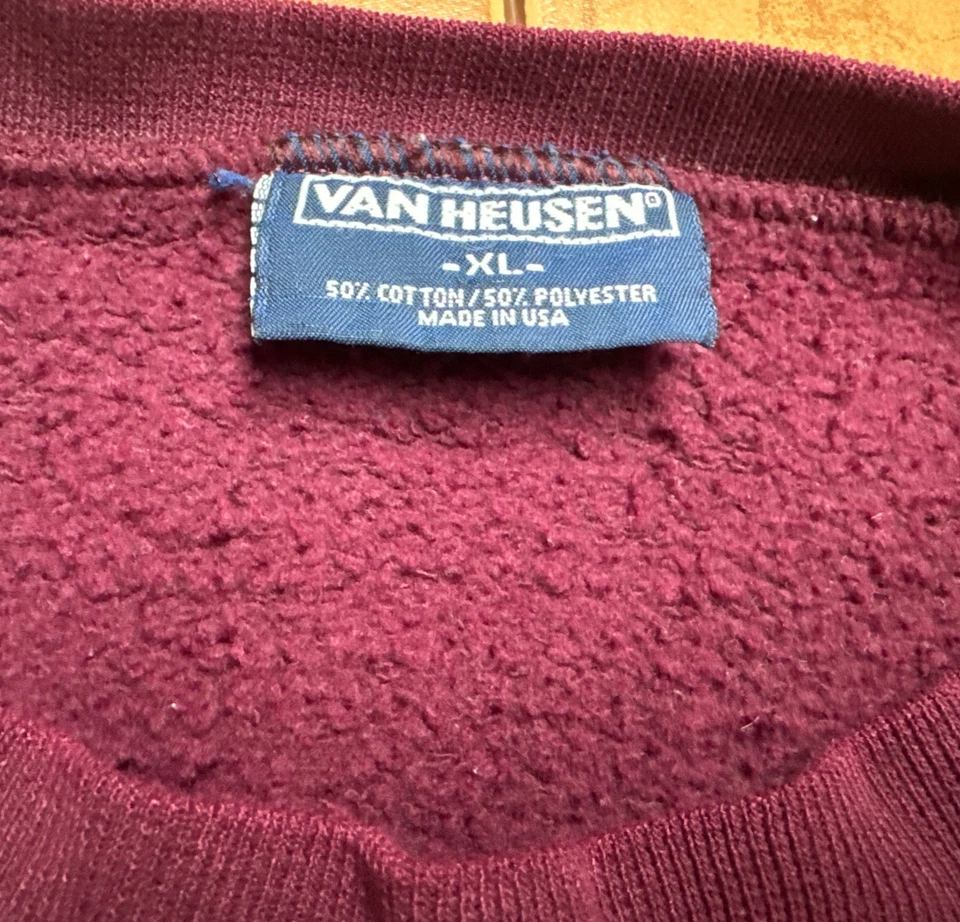 VAN HEUSEN®
-XL-
50% COTTON/50% POLYESTER
MADE IN USA